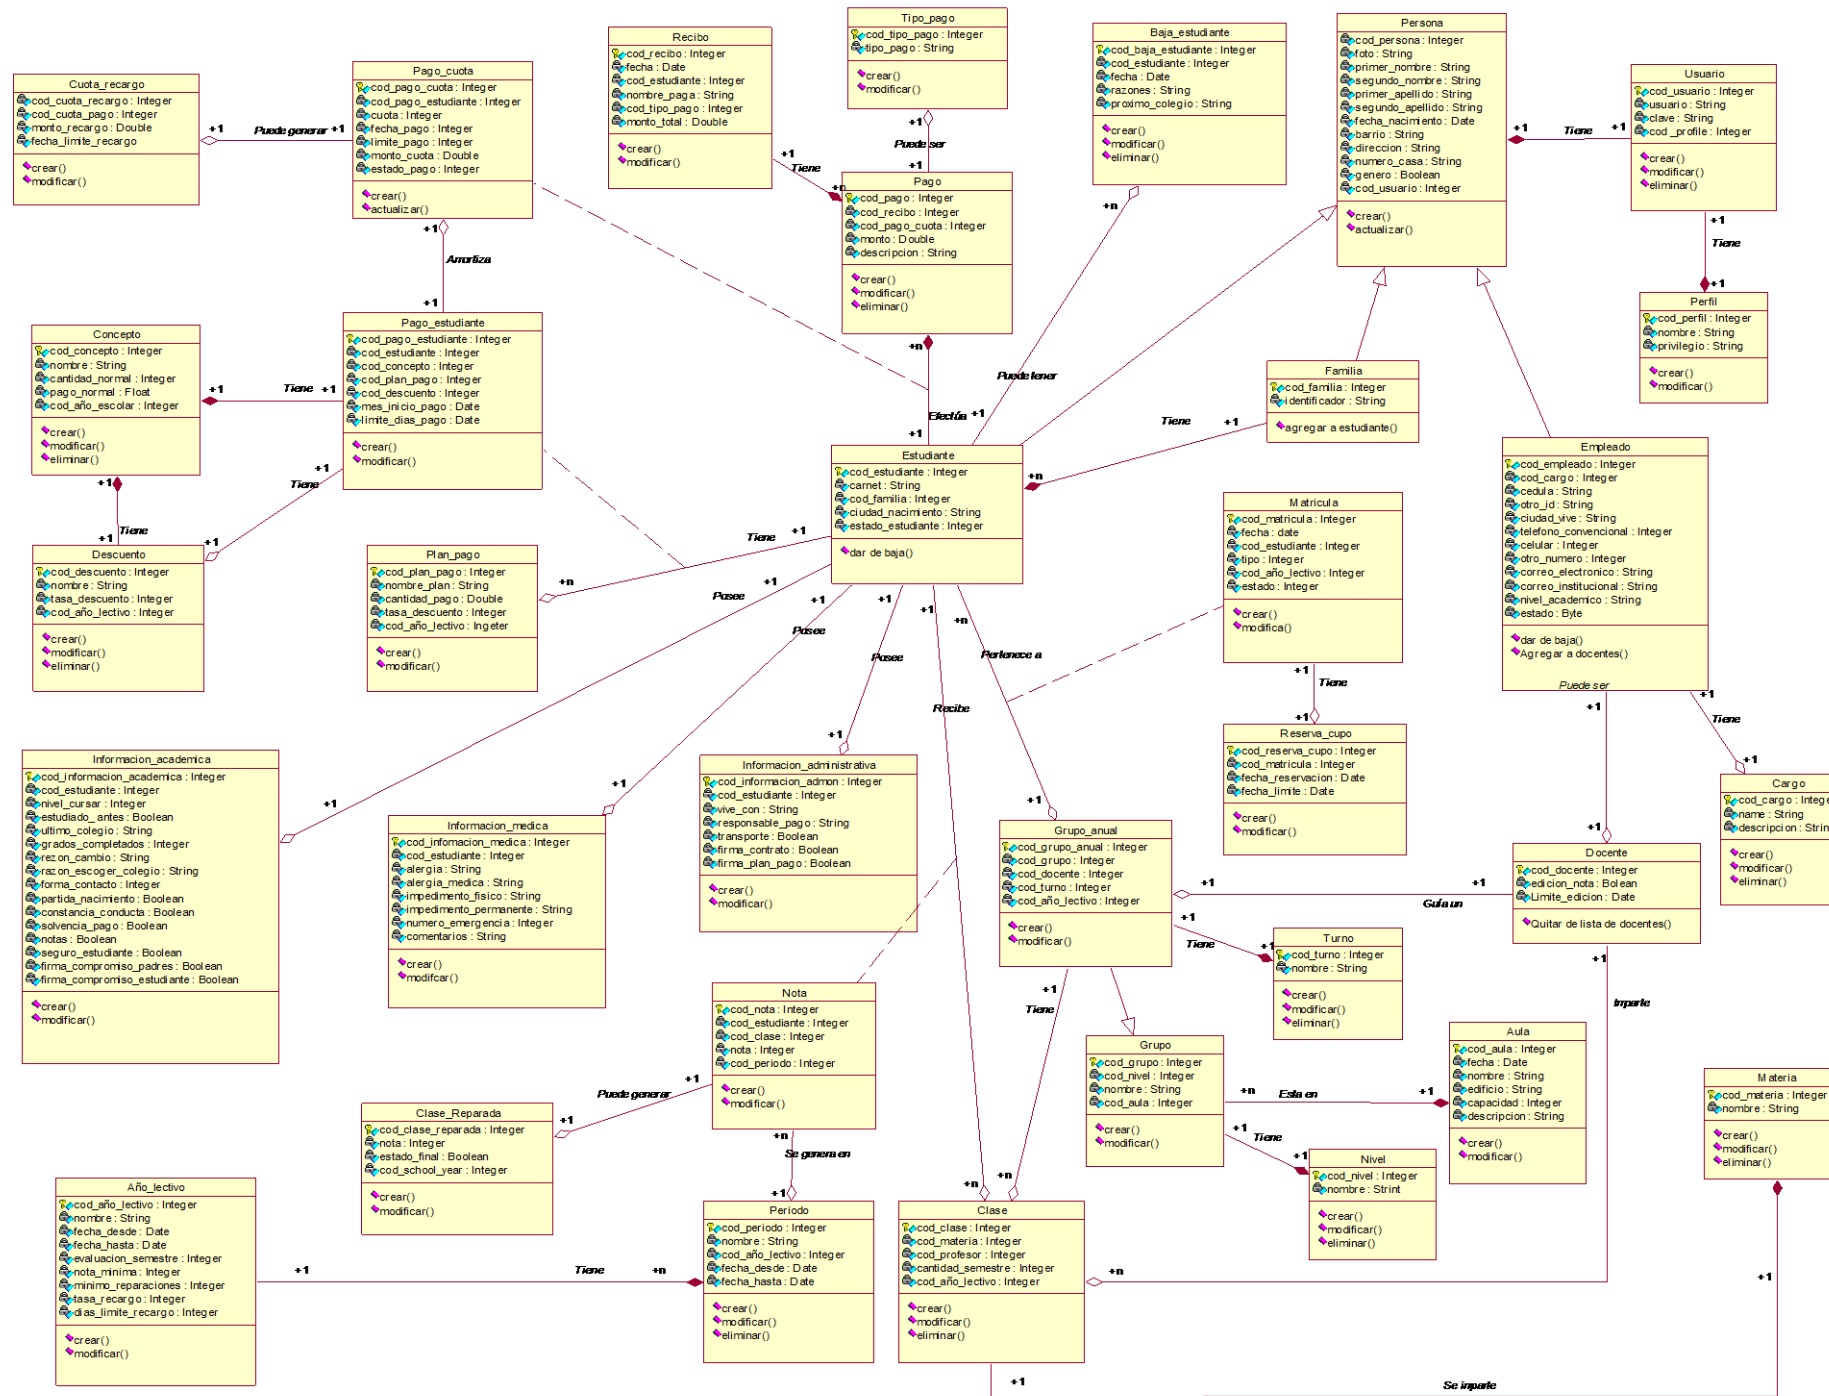 Cuota_recargo
cod_cuota_recargo : Integer
cod_cuota_pago : Integer
monto_recargo : Double
fecha_limite_recargo
crear()
modificar()
+1
Puede generar
+1
Pago_cuota
cod_pago_cuota : Integer
cod_pago_estudiante : Integer
cuota : Integer
fecha_pago : Integer
limite_pago : Integer
monto_cuota : Double
estado_pago : Integer
crear()
actualizar()
+1
Amortiza
+1
Recibo
cod_recibo : Integer
fecha : Date
cod_estudiante : Integer
nombre_paga : String
cod_tipo_pago : Integer
monto_total : Double
crear()
modificar()
+1
Tiene
+n
Tipo_pago
cod_tipo_pago : Integer
tipo_pago : String
crear()
modificar()
+1
Puede ser
+1
Pago
cod_pago : Integer
cod_recibo : Integer
cod_pago_cuota : Integer
monto : Double
descripcion : String
crear()
modificar()
eliminar()
+n
Efectúa
+1
Baja_estudiante
cod_baja_estudiante : Integer
cod_estudiante : Integer
fecha : Date
razones : String
proximo_colegio : String
crear()
modificar()
eliminar()
+n
Puede tener
+1
Persona
cod_persona : Integer
foto : String
primer_nombre : String
segundo_nombre : String
primer_apellido : String
segundo_apellido : String
fecha_nacimiento : Date
barrio : String
direccion : String
numero_casa : String
genero : Boolean
cod_usuario : Integer
crear()
actualizar()
+1
Tiene
+1
Usuario
cod_usuario : Integer
usuario : String
clave : String
cod_profile : Integer
crear()
modificar()
eliminar()
+1
Tiene
+1
Perfil
cod_perfil : Integer
nombre : String
privilegio : String
crear()
modificar()
Concepto
cod_concepto : Integer
nombre : String
cantidad_normal : Integer
pago_normal : Float
cod_año_escolar : Integer
crear()
modificar()
eliminar()
+1
Tiene
+1
+1
Tiene
+1
Pago_estudiante
cod_pago_estudiante : Integer
cod_estudiante : Integer
cod_concepto : Integer
cod_plan_pago : Integer
cod_descuento : Integer
mes_inicio_pago : Date
limite_dias_pago : Date
crear()
modificar()
+1
Tiene
+1
Descuento
cod_descuento : Integer
nombre : String
tasa_descuento : Integer
cod_año_lectivo : Integer
crear()
modificar()
eliminar()
Plan_pago
cod_plan_pago : Integer
nombre_plan : String
cantidad_pago : Double
tasa_descuento : Integer
cod_año_lectivo : Ingeter
crear()
modificar()
+n
Tiene
+1
Estudiante
cod_estudiante : Integer
carnet : String
cod_familia : Integer
ciudad_nacimiento : String
estado_estudiante : Integer
dar de baja()
+n
Tiene
+1
Familia
cod_familia : Integer
identificador : String
agregar a estudiante()
Empleado
cod_empleado : Integer
cod_cargo : Integer
cedula : String
otro_id : String
ciudad_vive : String
telefono_convencional : Integer
celular : Integer
otro_numero : Integer
correo_electronico : String
correo_institucional : String
nivel_academico : String
estado : Byte
dar de baja()
Agregar a docentes()
Puede ser
+1
+1
+1
Tiene
+1
Matricula
cod_matricula : Integer
fecha : date
cod_estudiante : Integer
tipo : Integer
cod_año_lectivo : Integer
estado : Integer
crear()
modifica()
+1
Tiene
+1
Reserva_cupo
cod_reserva_cupo : Integer
cod_matricula : Integer
fecha_reservacion : Date
fecha_limite : Date
crear()
modificar()
+1
Posee
+1
+1
Posee
+1
+1
Posee
+1
+1
Recibe
+n
+n
Pertenece a
+1
Informacion_academica
cod_informacion_academica : Integer
cod_estudiante : Integer
nivel_cursar : Integer
estudiado_antes : Boolean
ultimo_colegio : String
grados_completados : Integer
rezon_cambio : String
razon_escoger_colegio : String
forma_contacto : Integer
partida_nacimiento : Boolean
constancia_conducta : Boolean
solvencia_pago : Boolean
notas : Boolean
seguro_estudiante : Boolean
firma_compromiso_padres : Boolean
firma_compromiso_estudiante : Boolean
crear()
modificar()
Informacion_medica
cod_infomacion_medica : Integer
cod_estudiante : Integer
alergia : String
alergia_medica : String
impedimento_fisico : String
impedimento_permanente : String
numero_emergencia : Integer
comentarios : String
crear()
modifcar()
Informacion_administrativa
cod_informacion_admon : Integer
cod_estudiante : Integer
vive_con : String
responsable_pago : String
transporte : Boolean
firma_contrato : Boolean
firma_plan_pago : Boolean
crear()
modificar()
Grupo_anual
cod_grupo_anual : Integer
cod_grupo : Integer
cod_docente : Integer
cod_turno : Integer
cod_año_lectivo : Integer
crear()
modificar()
+1
Guía un
+1
Docente
cod_docente : Integer
edicion_nota : Bolean
Limite_edicion : Date
Quitar de lista de docentes()
+1
Imparte
+n
Cargo
cod_cargo : Intege
name : String
descripcion : Strin
crear()
modificar()
eliminar()
+1
Tiene
+1
Turno
cod_turno : Integer
nombre : String
crear()
modificar()
eliminar()
+1
Tiene
+n
Grupo
cod_grupo : Integer
cod_nivel : Integer
nombre : String
cod_aula : Integer
crear()
modificar()
+n
Esta en
+1
Aula
cod_aula : Integer
fecha : Date
nombre : String
edificio : String
capacidad : Integer
descripcion : String
crear()
modificar()
+1
Tiene
+1
Nivel
cod_nivel : Integer
nombre : Strint
crear()
modificar()
eliminar()
Materia
cod_materia : Integer
nombre : String
crear()
modificar()
eliminar()
+1
Nota
cod_nota : Integer
cod_estudiante : Integer
cod_clase : Integer
nota : Integer
cod_periodo : Integer
crear()
modificar()
+1
Puede generar
+1
Clase_Reparada
cod_clase_reparada : Integer
nota : Integer
estado_final : Boolean
cod_school_year : Integer
crear()
modificar()
+n
Se genera en
+1
Año_lectivo
cod_año_lectivo : Integer
nombre : String
fecha_desde : Date
fecha_hasta : Date
evaluacion_semestre : Integer
nota_minima : Integer
minimo_reparaciones : Integer
tasa_recargo : Integer
dias_limite_recargo : Integer
crear()
modificar()
+1
Tiene
+n
Periodo
cod_periodo : Integer
nombre : String
cod_año_lectivo : Integer
fecha_desde : Date
fecha_hasta : Date
crear()
modificar()
eliminar()
Clase
cod_clase : Integer
cod_materia : Integer
cod_profesor : Integer
cantidad_semestre : Integer
cod_año_lectivo : Integer
crear()
modificar()
eliminar()
+1
Se inparte